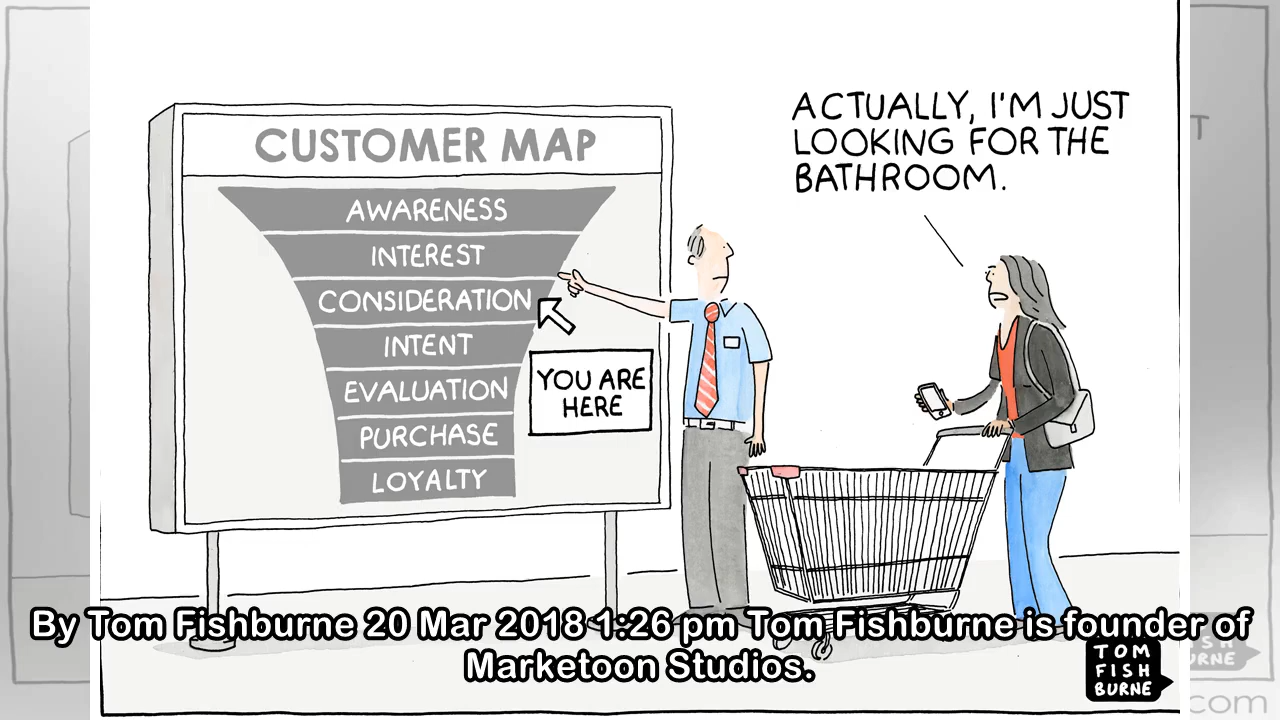 CUSTOMER MAP
AWARENESS
INTEREST
CONSIDERATION
INTENT
EVALUATION
PURCHASE
LOYALTY
YOU ARE
HERE
ACTUALLY, I'M JUST
LOOKING FOR THE
BATHROOM.
By Tom Fishburne 20 Mar 2018 1:26 pm Tom Fishburne is founder of
Marketoon Studios.
TOM
FISH
BURNE
com